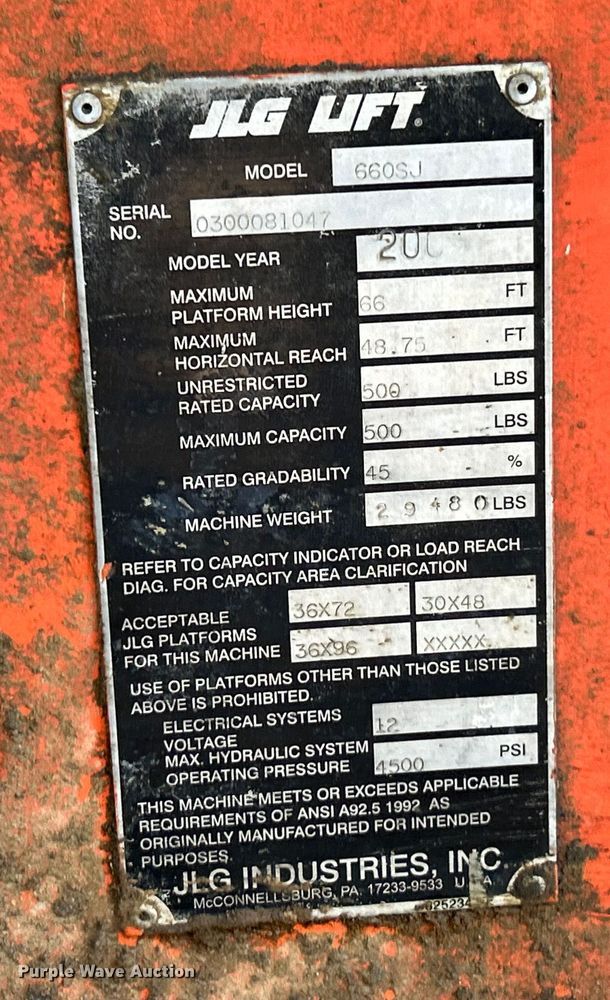 JLG LIFT®
MODEL 660SJ
SERIAL NO. 0300081047
MODEL YEAR
MAXIMUM PLATFORM HEIGHT 66 FT
MAXIMUM HORIZONTAL REACH 48.75 FT
UNRESTRICTED RATED CAPACITY 500 LBS
MAXIMUM CAPACITY 500 LBS
RATED GRADABILITY 45 %
MACHINE WEIGHT 29480 LBS
REFER TO CAPACITY INDICATOR OR LOAD REACH
DIAG. FOR CAPACITY AREA CLARIFICATION
ACCEPTABLE 36X72 30X48
JLG PLATFORMS
FOR THIS MACHINE 36X96 XXXXX
USE OF PLATFORMS OTHER THAN THOSE LISTED
ABOVE IS PROHIBITED.
ELECTRICAL SYSTEMS VOLTAGE 12
MAX. HYDRAULIC SYSTEM OPERATING PRESSURE 4500 PSI
THIS MACHINE MEETS OR EXCEEDS APPLICABLE
REQUIREMENTS OF ANSI A92.5 1992 AS
ORIGINALLY MANUFACTURED FOR INTENDED
PURPOSES.
JLG INDUSTRIES, INC.
McCONNELLSBURG, PA. 17233-9533 U.S.A
Purple Wave Auction